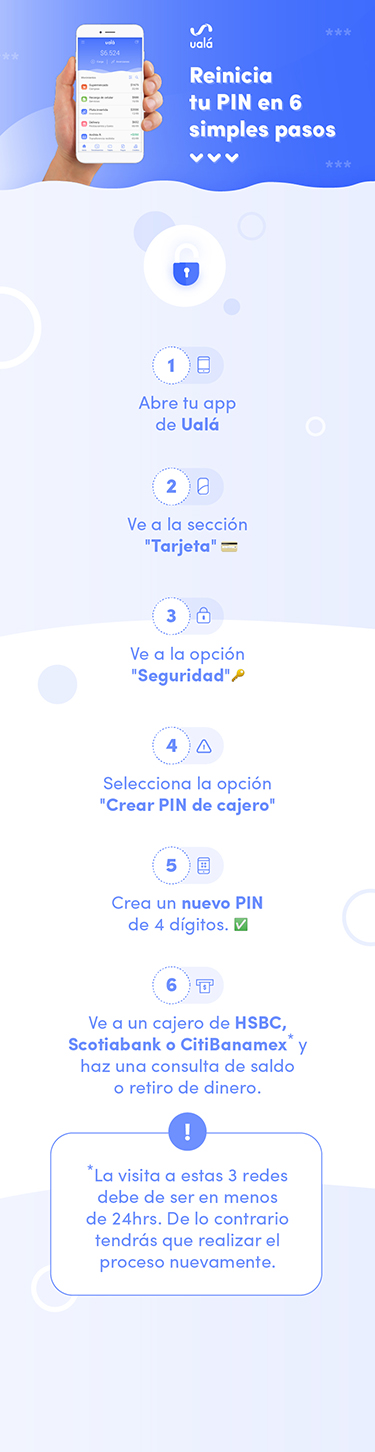 ualá
$6.524
ualá
***
**
Reinicia
tu PIN en 6
simples pasos
***
1
Abre tu app
de Ualá
2
Ve a la sección
"Tarjeta" 💳
3
Ve a la opción
"Seguridad"🔑
4
Selecciona la opción
"Crear PIN de cajero"
5
Crea un nuevo PIN
de 4 dígitos. ✅
6
Ve a un cajero de HSBC,
Scotiabank o CitiBanamex* y
haz una consulta de saldo
o retiro de dinero.
!
*La visita a estas 3 redes
debe de ser en menos
de 24hrs. De lo contrario
tendrás que realizar el
proceso nuevamente.